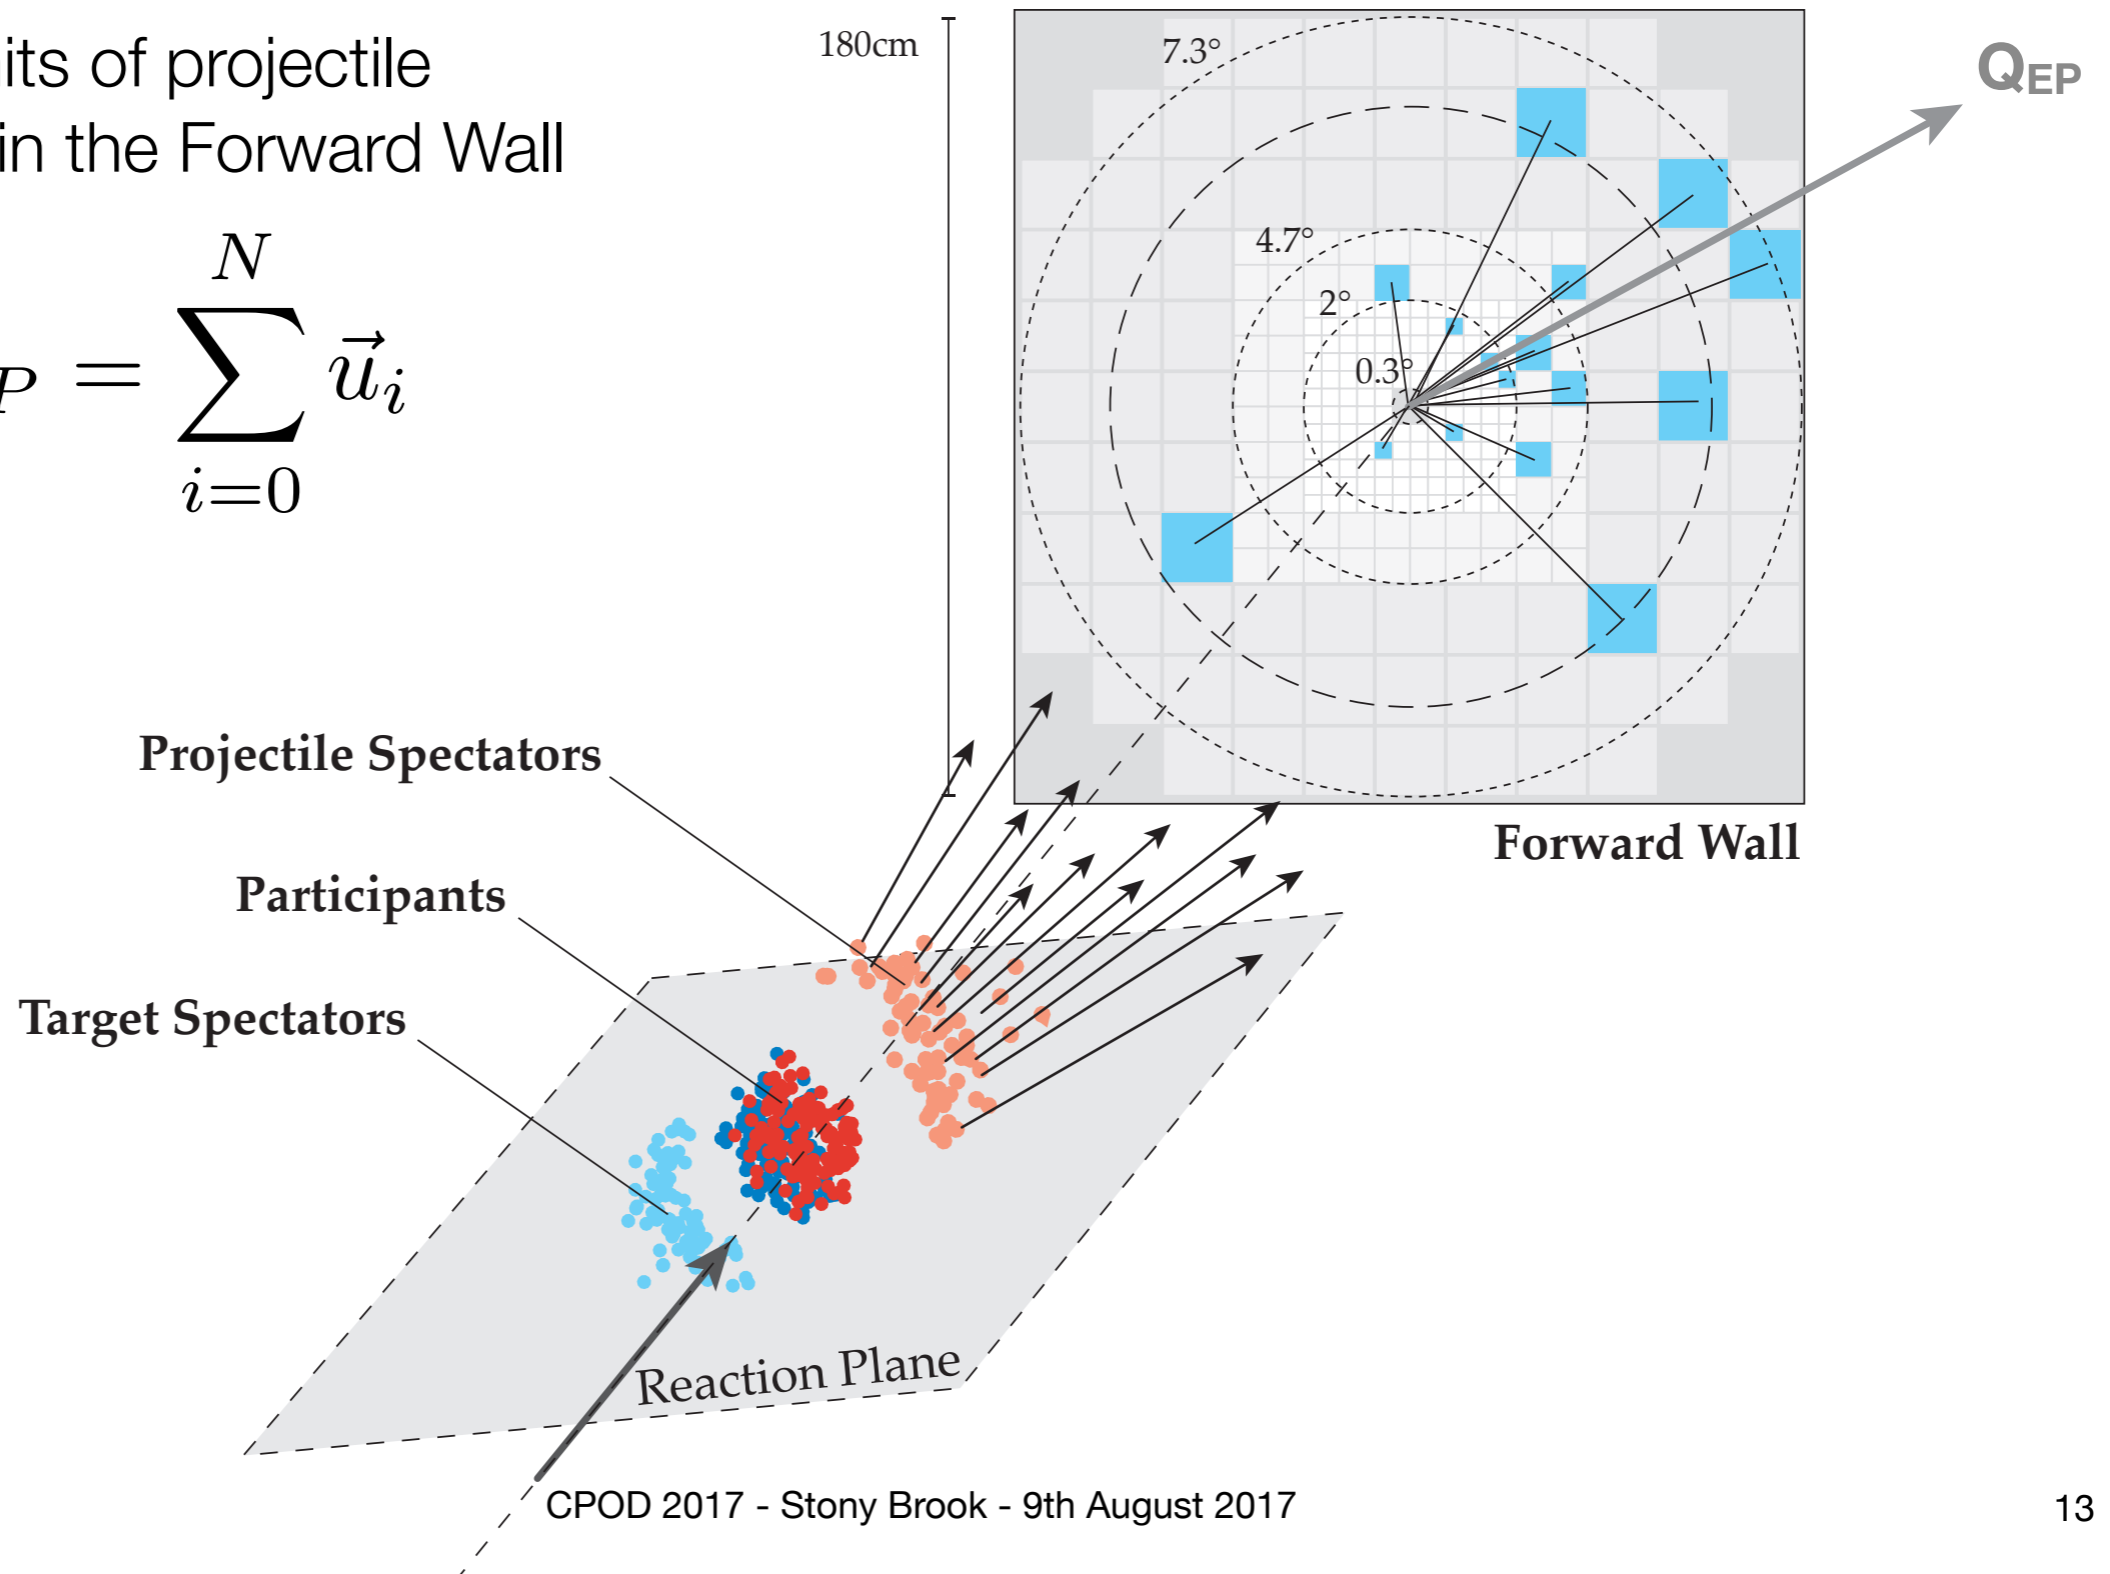 its of projectile
in the Forward Wall
N
P = ∑ u⃗i
i=0
180cm
7.3°
4.7°
2°
0.3°
QEP
Forward Wall
Projectile Spectators
Participants
Target Spectators
Reaction Plane
CPOD 2017 - Stony Brook - 9th August 2017
13